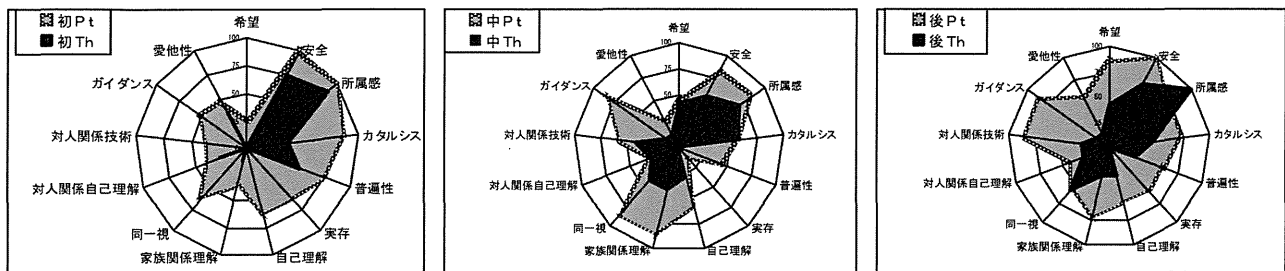 初Pt
初Th
希望
100
75
50
安全
所属感
カタルシス
普遍性
実存
自己理解
家族関係理解
同一視
対人関係自己理解
対人関係技術
ガイダンス
愛他性
中Pt
中Th
希望
100
75
安全
所属感
カタルシス
普遍性
実存
自己理解
家族関係理解
同一視
対人関係自己理解
対人関係技術
ガイダンス
愛他性
後Pt
後Th
希望
100
安全
所属感
カタルシス
普遍性
実存
自己理解
家族関係理解
同一視
対人関係自己理解
対人関係技術
ガイダンス
愛他性